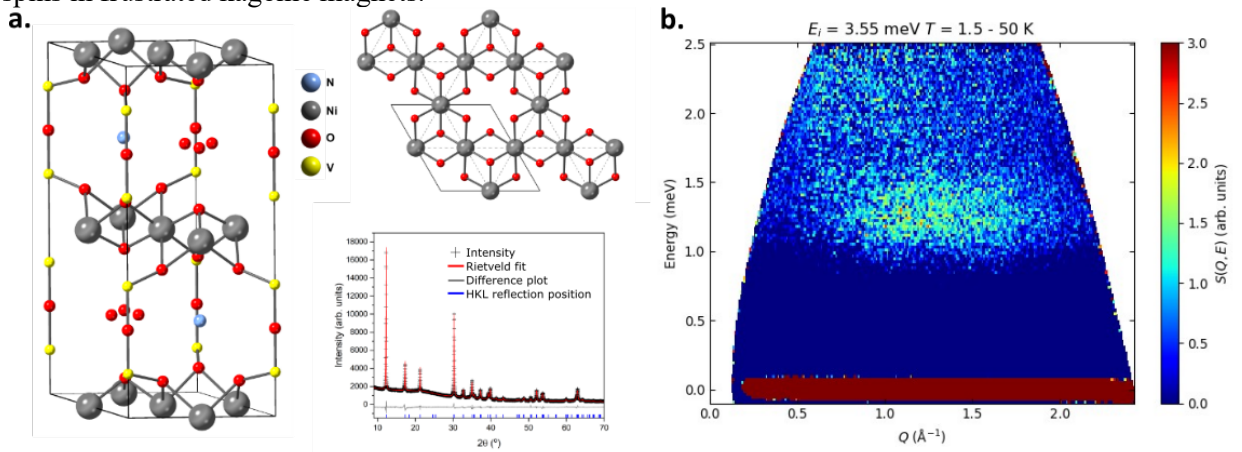 spins in frustrated kagome magnets.
a.
N
Ni
O
V
Intensity
Rietveld fit
Difference plot
HKL reflection position
18000
16000
14000
12000
10000
8000
6000
4000
2000
0
Intensity (arb. units)
10 20 30 40 50 60 70
2θ (º)
b.
E_i = 3.55 meV T = 1.5 - 50 K
2.5
2.0
1.5
1.0
0.5
0.0
Energy (meV)
0.0 0.5 1.0 1.5 2.0
Q (Å⁻¹)
3.0
2.5
2.0
1.5
1.0
0.5
0.0
S(Q, E) (arb. units)